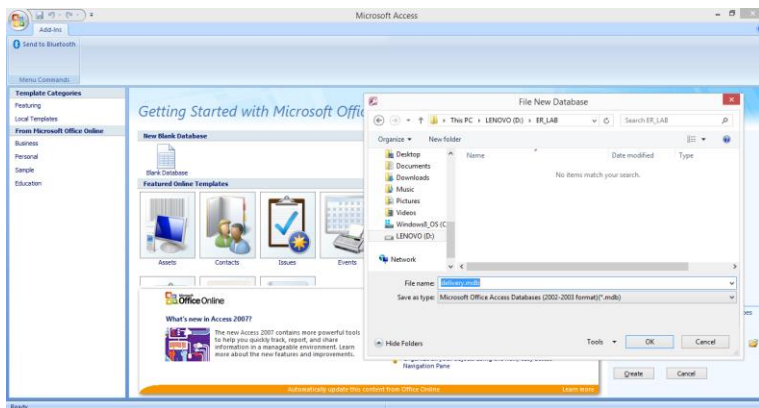 Microsoft Access
Add-Ins
Send to Bluetooth
Menu Commands
Template Categories
Featuring
Local Templates
From Microsoft Office Online
Business
Personal
Sample
Education
Getting Started with Microsoft Offic
New Blank Database
Blank Database
Featured Online Templates
Assets
Contacts
Issues
Events
Office Online
What's new in Access 2007?
The new Access 2007 contains more powerful tools
to help you quickly track, report, and share
information in a manageable environment. Learn
more about the new features and improvements.
Navigation Pane
Automatically update this content from Office Online
Learn more
File New Database
This PC ▸ LENOVO (D:) ▸ ER_LAB
Search ER_LAB
Organize
New folder
Desktop
Documents
Downloads
Music
Pictures
Videos
Windows8_OS (C
LENOVO (D:)
Network
Name
Date modified
Type
No items match your search.
File name: delivery.mdb
Save as type: Microsoft Office Access Databases (2002-2003 format)(*.mdb)
Hide Folders
Tools
OK
Cancel
Create
Cancel
Ready